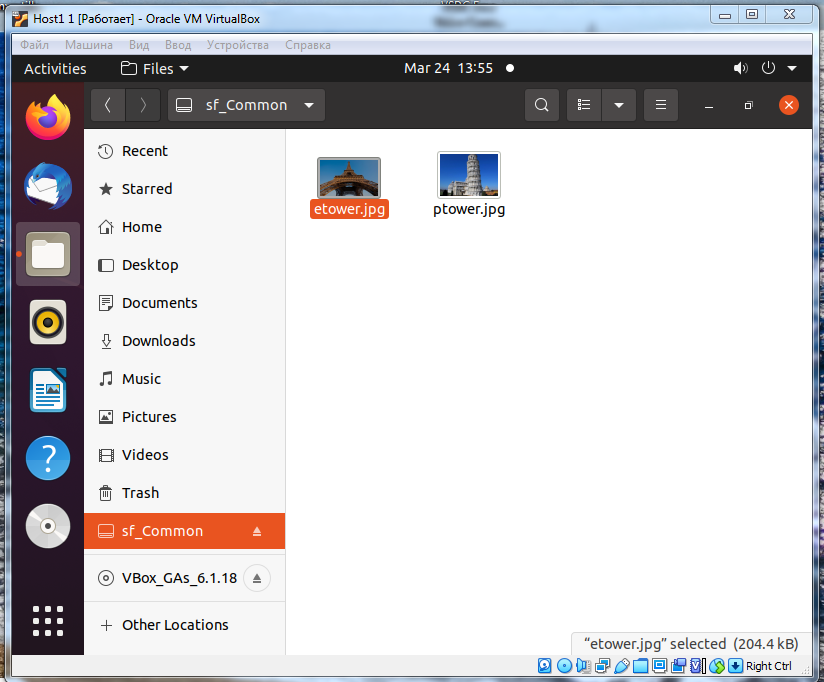 Host1 1 [Работает] - Oracle VM VirtualBox
Файл Машина Вид Ввод Устройства Справка
Activities Files Mar 24 13:55
sf_Common
Recent
Starred
Home
Desktop
Documents
Downloads
Music
Pictures
Videos
Trash
sf_Common
VBox_GAs_6.1.18
Other Locations
etower.jpg ptower.jpg
“etower.jpg” selected (204.4 kB)
Right Ctrl